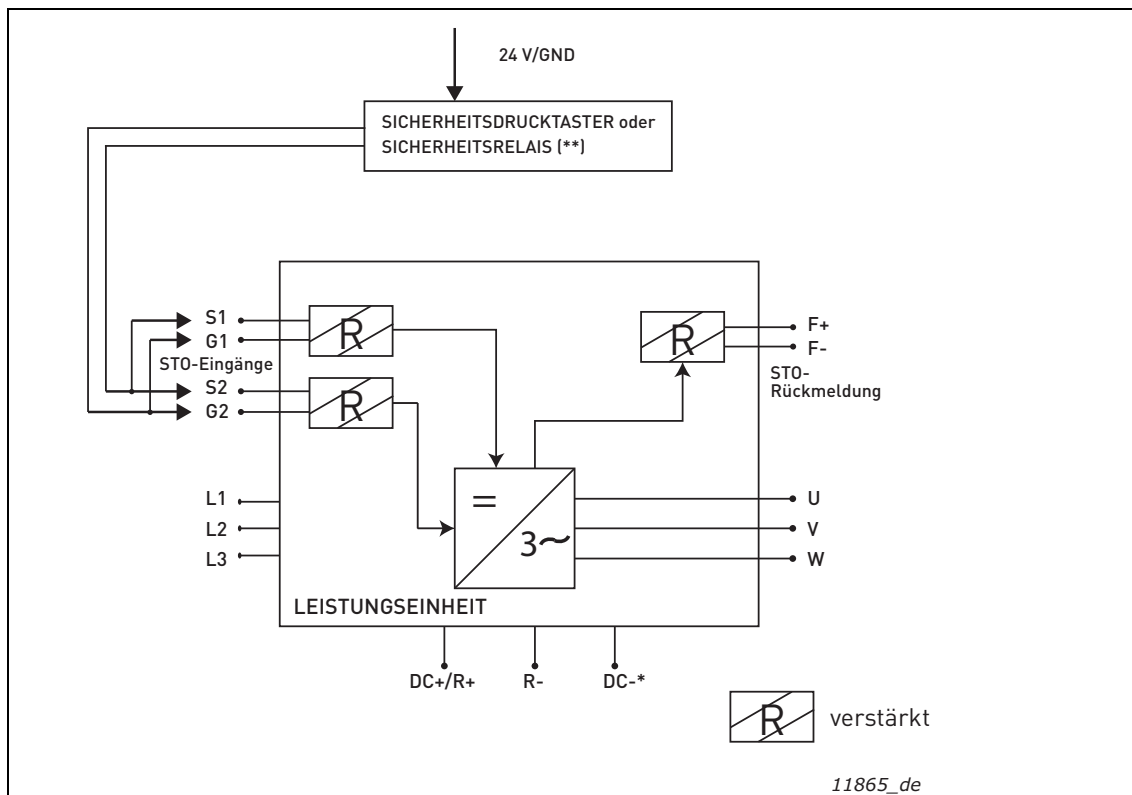 24 V/GND
SICHERHEITSDRUCKTASTER oder
SICHERHEITSRELAIS (**)
S1
G1
STO-Eingänge
S2
G2
R
R
R
F+
F-
STO-
Rückmeldung
L1
L2
L3
=
3~
U
V
W
LEISTUNGSEINHEIT
DC+/R+
R-
DC-*
R
verstärkt
11865_de